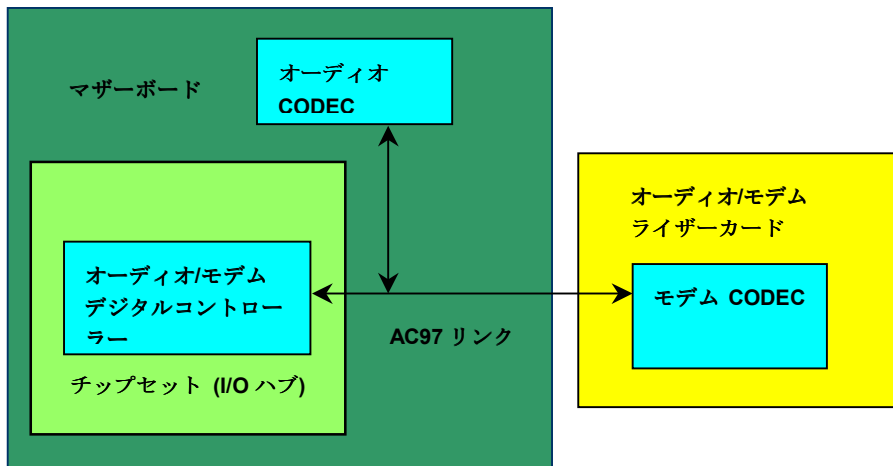 マザーボード
オーディオ
CODEC
オーディオ/モデム
デジタルコントロー
ラー
チップセット (I/O ハブ)
AC97 リンク
オーディオ/モデム
ライザーカード
モデム CODEC